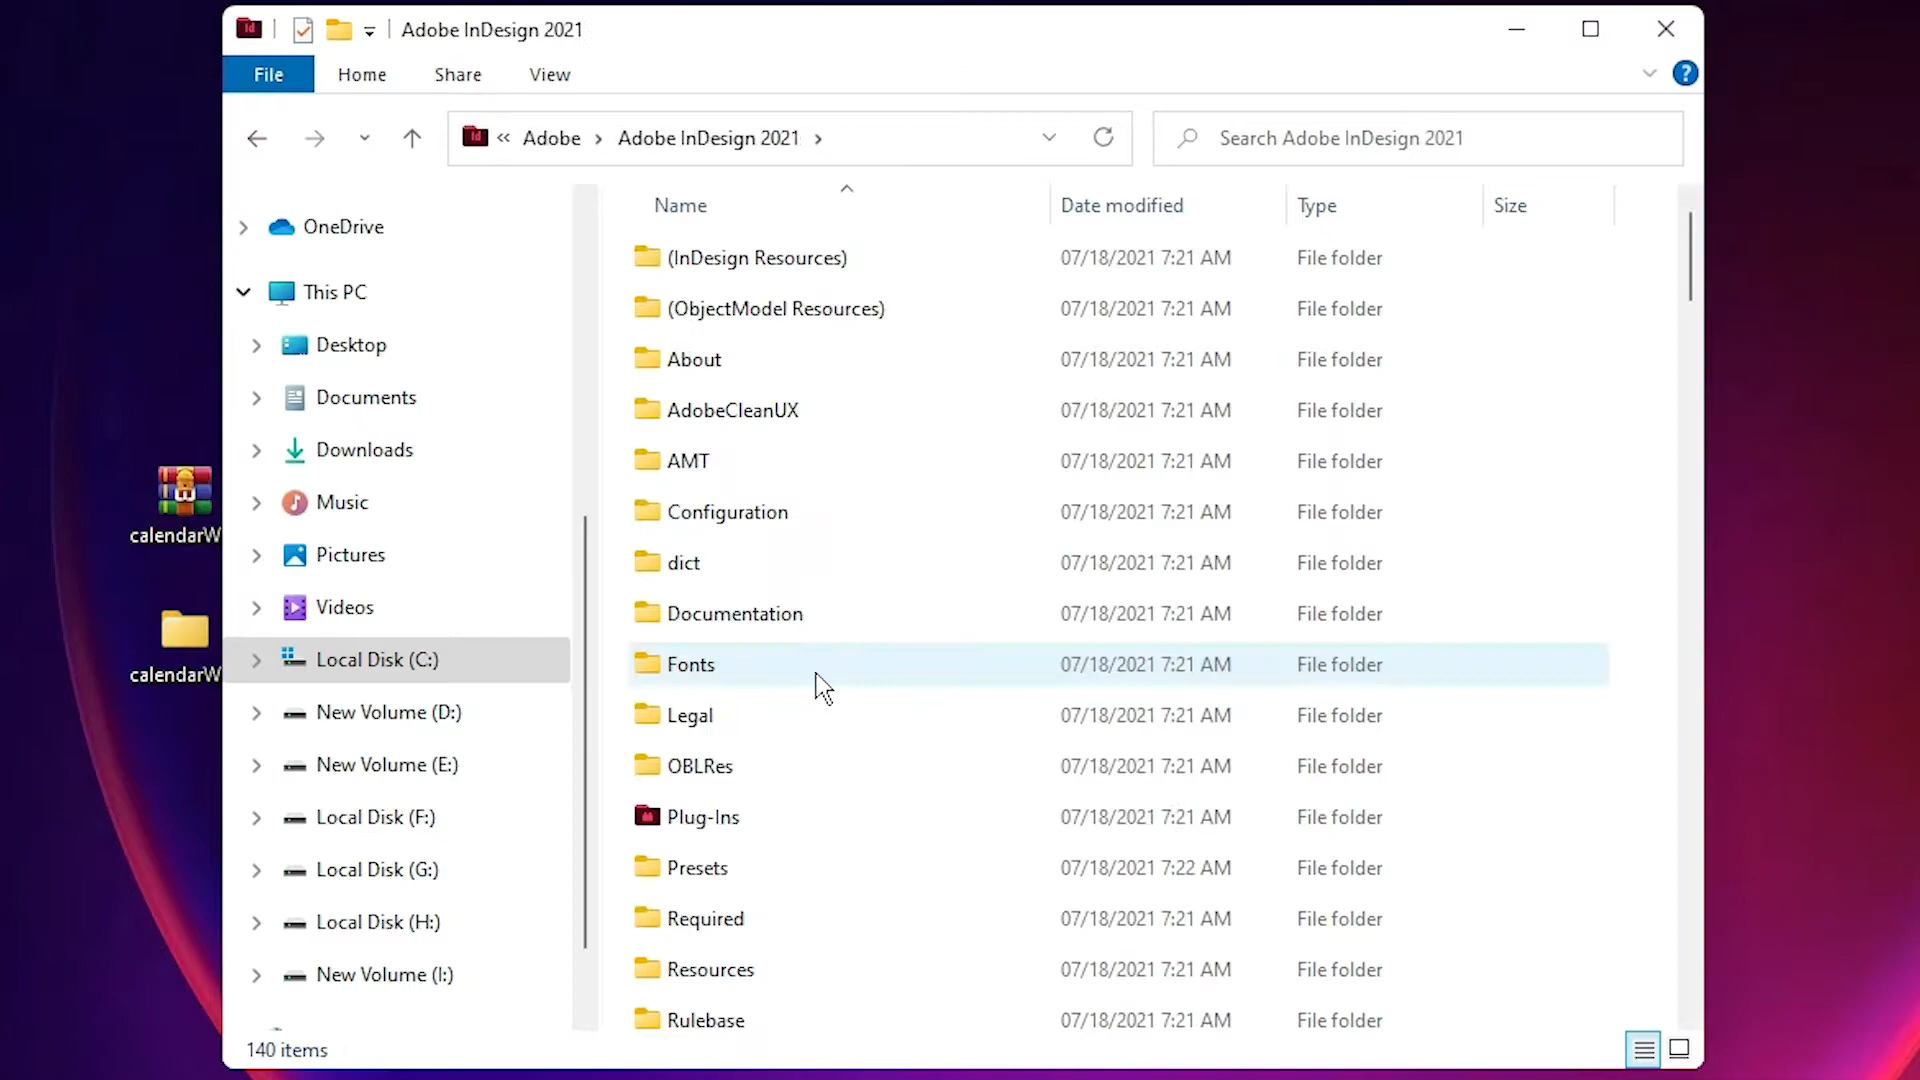 Id Adobe InDesign 2021
File Home Share View ?
Id « Adobe > Adobe InDesign 2021 > Search Adobe InDesign 2021
Name Date modified Type Size
OneDrive
This PC
Desktop
Documents
Downloads
Music
Pictures
Videos
Local Disk (C:)
New Volume (D:)
New Volume (E:)
Local Disk (F:)
Local Disk (G:)
Local Disk (H:)
New Volume (I:)
(InDesign Resources) 07/18/2021 7:21 AM File folder
(ObjectModel Resources) 07/18/2021 7:21 AM File folder
About 07/18/2021 7:21 AM File folder
AdobeCleanUX 07/18/2021 7:21 AM File folder
AMT 07/18/2021 7:21 AM File folder
Configuration 07/18/2021 7:21 AM File folder
dict 07/18/2021 7:21 AM File folder
Documentation 07/18/2021 7:21 AM File folder
Fonts 07/18/2021 7:21 AM File folder
Legal 07/18/2021 7:21 AM File folder
OBLRes 07/18/2021 7:21 AM File folder
Plug-Ins 07/18/2021 7:21 AM File folder
Presets 07/18/2021 7:22 AM File folder
Required 07/18/2021 7:21 AM File folder
Resources 07/18/2021 7:21 AM File folder
Rulebase 07/18/2021 7:21 AM File folder
140 items
calendarW
calendarW